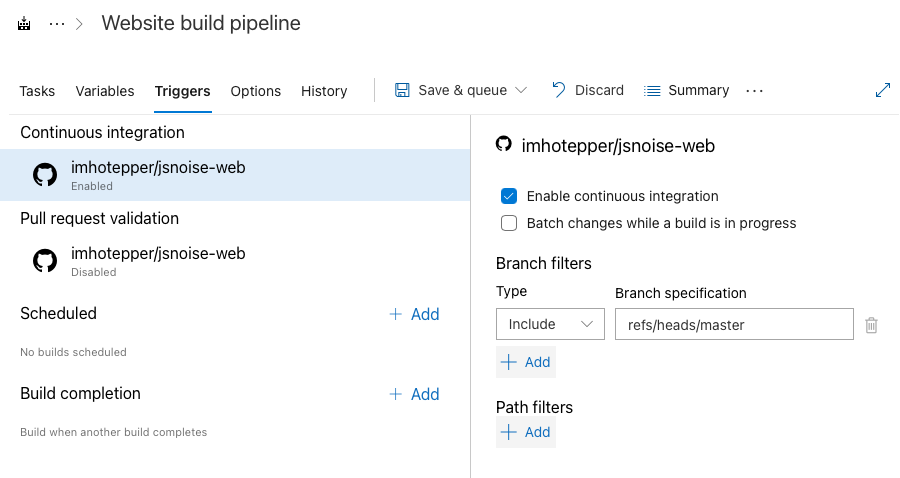 ··· > Website build pipeline
Tasks Variables Triggers Options History Save & queue Discard Summary ···
Continuous integration
imhotepper/jsnoise-web
Enabled
Pull request validation
imhotepper/jsnoise-web
Disabled
Scheduled + Add
No builds scheduled
Build completion + Add
Build when another build completes
imhotepper/jsnoise-web
Enable continuous integration
Batch changes while a build is in progress
Branch filters
Type Branch specification
Include refs/heads/master
+ Add
Path filters
+ Add